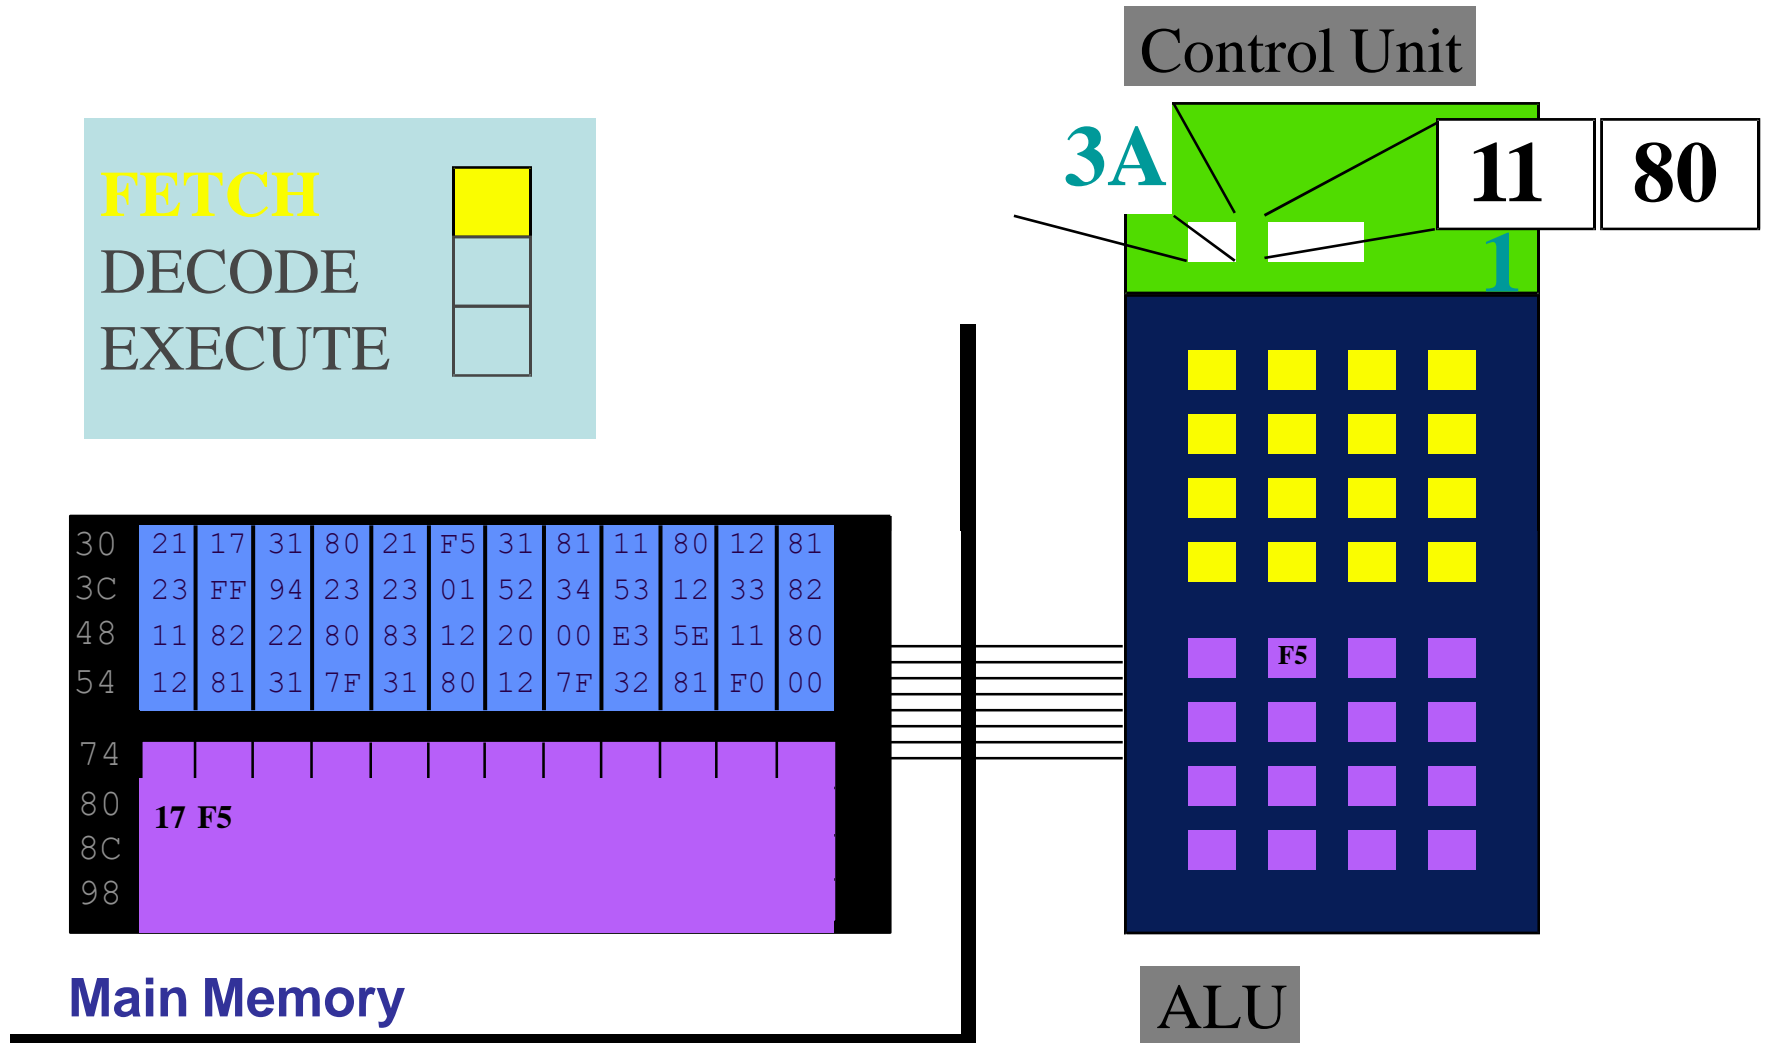 Control Unit
3A
11 80
1
FETCH
DECODE
EXECUTE
30 21 17 31 80 21 F5 31 81 11 80 12 81
3C 23 FF 94 23 23 01 52 34 53 12 33 82
48 11 82 22 80 83 12 20 00 E3 5E 11 80
54 12 81 31 7F 31 80 12 7F 32 81 F0 00
74
80
17 F5
8C
98
F5
Main Memory
ALU